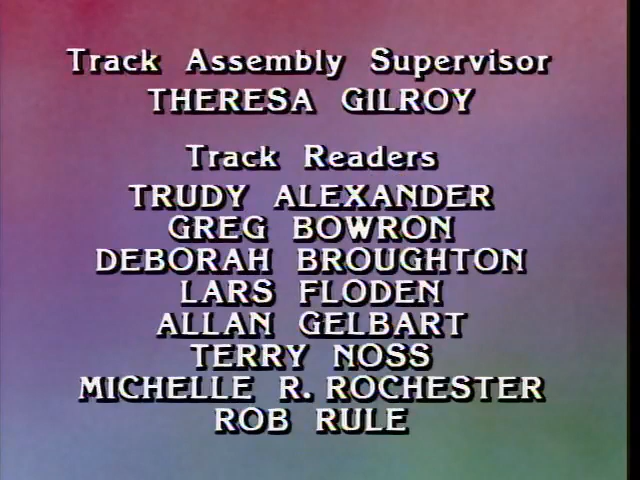 Track Assembly Supervisor
THERESA GILROY
Track Readers
TRUDY ALEXANDER
GREG BOWRON
DEBORAH BROUGHTON
LARS FLODEN
ALLAN GELBART
TERRY NOSS
MICHELLE R. ROCHESTER
ROB RULE